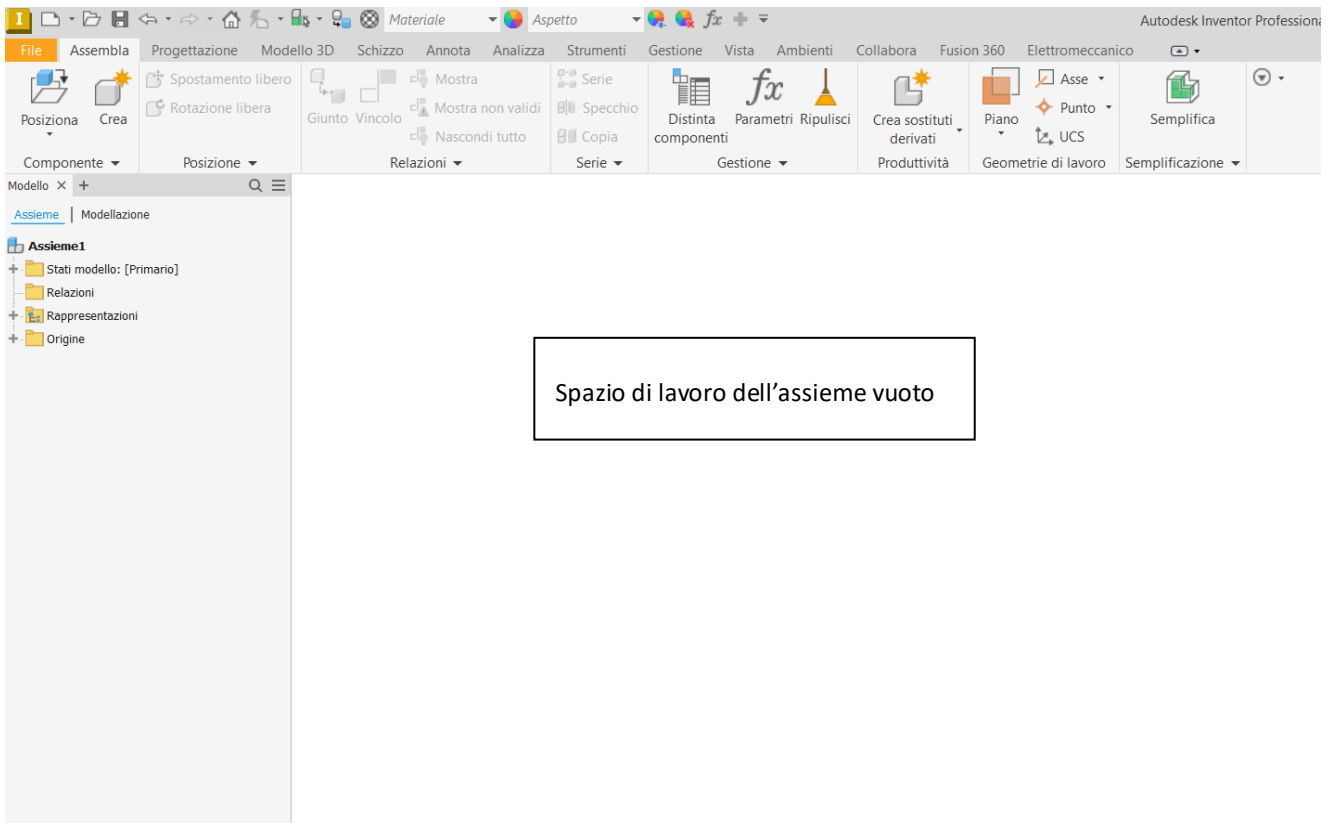 Materiale Aspetto fx Autodesk Inventor Professiona
File Assembla Progettazione Modello 3D Schizzo Annota Analizza Strumenti Gestione Vista Ambienti Collabora Fusion 360 Elettromeccanico
Posiziona
Crea
Spostamento libero
Rotazione libera
Giunto
Vincolo
Mostra
Mostra non validi
Nascondi tutto
Serie
Specchio
Copia
Distinta
componenti
fx
Parametri
Ripulisci
Crea sostituti
derivati
Piano
Asse
Punto
UCS
Semplifica
Componente Posizione Relazioni Serie Gestione Produttività Geometrie di lavoro Semplificazione
Modello × +
Assieme | Modellazione
Assieme1
Stati modello: [Primario]
Relazioni
Rappresentazioni
Origine
Spazio di lavoro dell’assieme vuoto